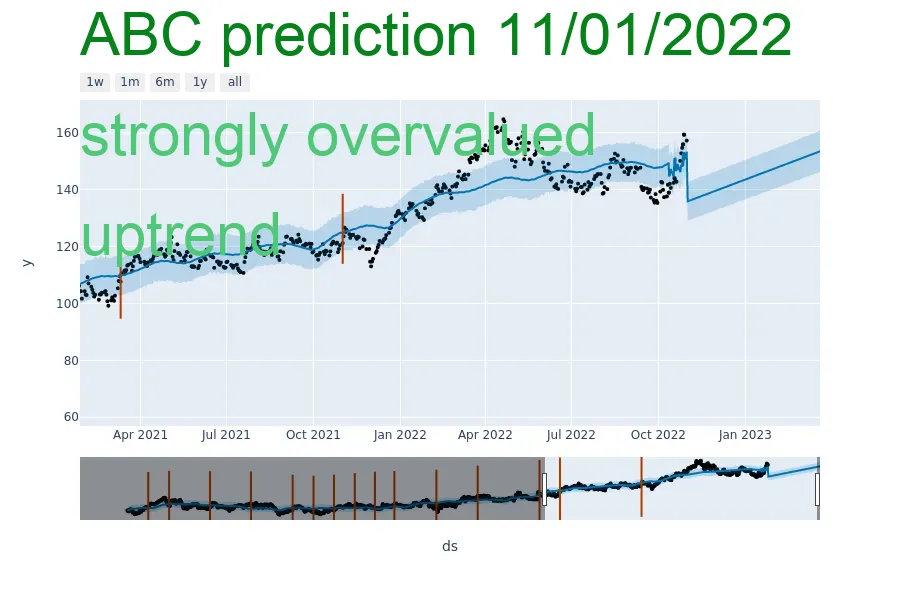 ABC prediction 11/01/2022
1w 1m 6m 1y all
strongly overvalued
uptrend
160
140
120
100
80
60
y
Apr 2021 Jul 2021 Oct 2021 Jan 2022 Apr 2022 Jul 2022 Oct 2022 Jan 2023
ds